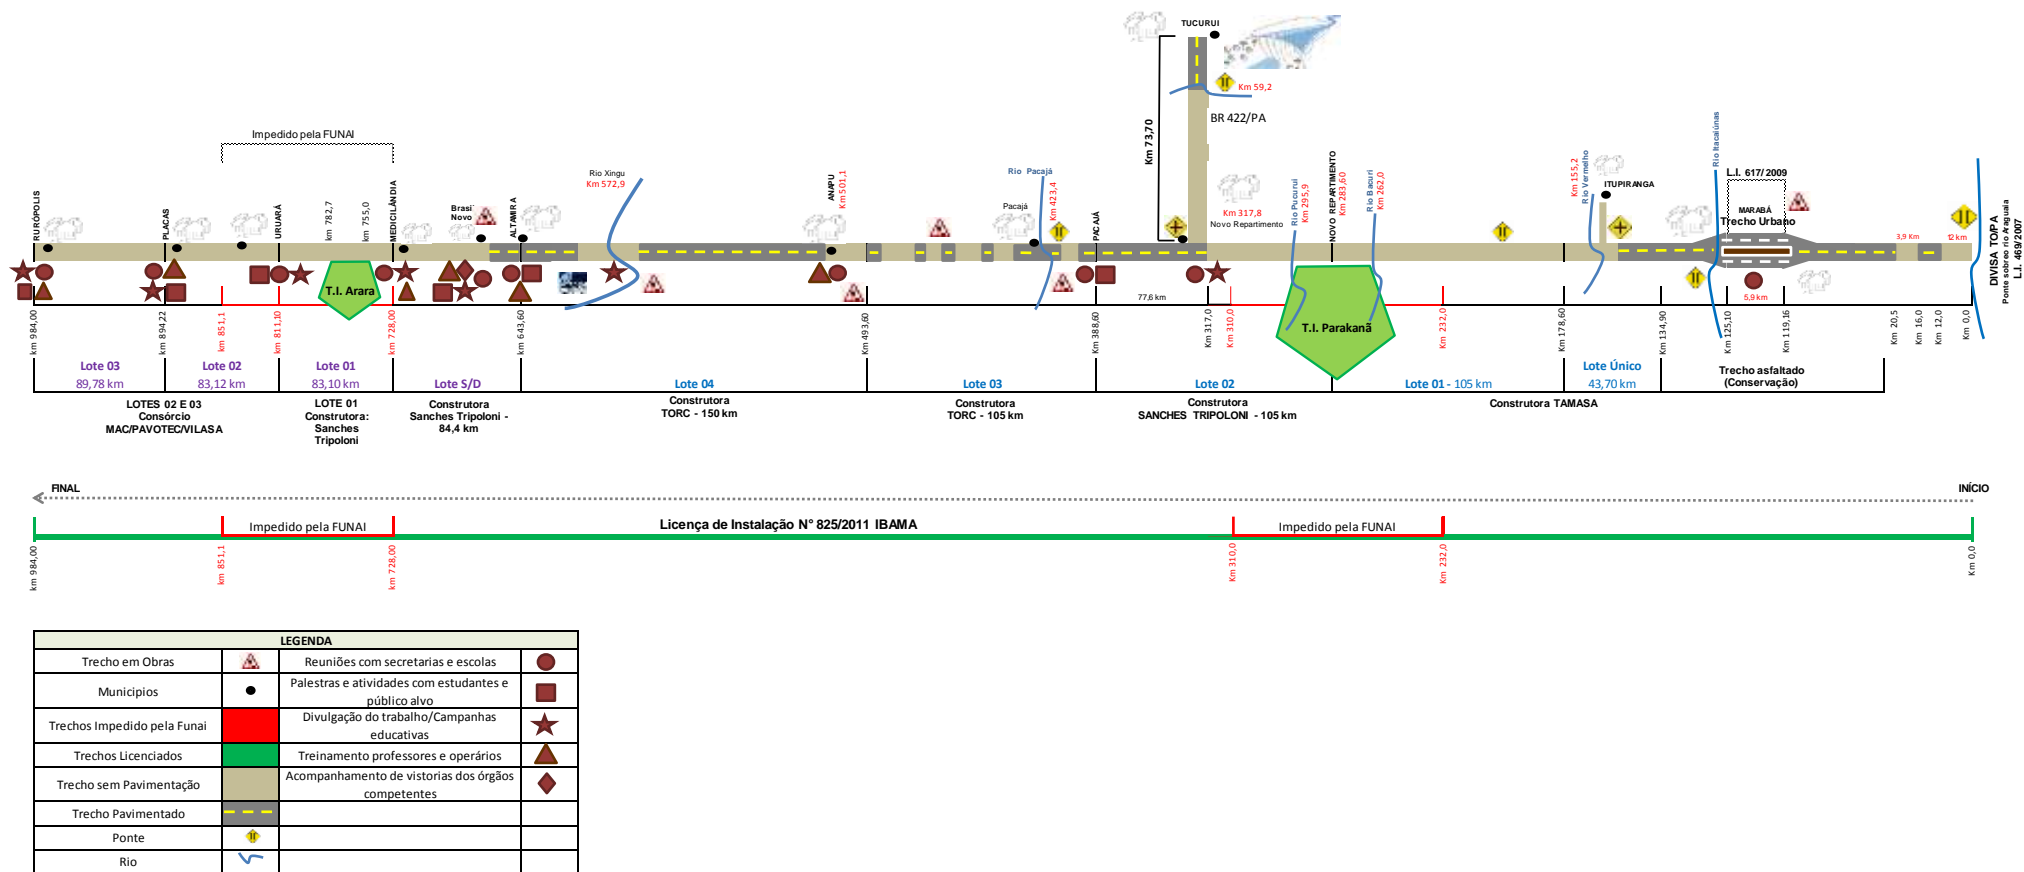 TUCURUI
Km 59,2
BR 422/PA
Km 73,70
Impedido pela FUNAI
Rio Xingu
Km 572,9
RURÓPOLIS
PLACAS
URUARÁ
km 782,7
km 755,0
MEDICILÂNDIA
Brasil
Novo
ALTAMIRA
ANAPU
Km 501,1
Rio Pacajá
Pacajá
Km 423,4
PACAJÁ
Km 317,8
Novo Repartimento
Rio Pucurui
Km 295,9
NOVO REPARTIMENTO
Km 283,60
Rio Bacuri
Km 262,0
Km 155,2
Rio Vermelho
ITUPIRANGA
Rio Itacaiúnas
L.I. 617/2009
MARABÁ
Trecho Urbano
3,9 Km
12 km
DIVISA TO/PA
Ponte sobre o rio Araguaia
L.I. 469/2007
T.I. Arara
T.I. Parakanã
77,6 km
5,9 km
km 984,00
km 894,22
km 851,1
km 811,10
km 728,00
Km 643,60
Km 493,60
Km 388,60
Km 317,0
Km 310,0
Km 232,0
Km 178,60
Km 134,90
Km 125,10
Km 119,16
Km 20,5
Km 16,0
Km 12,0
Km 0,0
Lote 03
89,78 km
Lote 02
83,12 km
Lote 01
83,10 km
Lote S/D
Lote 04
Lote 03
Lote 02
Lote 01 - 105 km
Lote Único
43,70 km
Trecho asfaltado
(Conservação)
LOTES 02 E 03
Consórcio
MAC/PAVOTEC/VILASA
LOTE 01
Construtora:
Sanches
Tripoloni
Construtora
Sanches Tripoloni -
84,4 km
Construtora
TORC - 150 km
Construtora
TORC - 105 km
Construtora
SANCHES TRIPOLONI - 105 km
Construtora TAMASA
FINAL
INÍCIO
Impedido pela FUNAI
Licença de Instalação N° 825/2011 IBAMA
Impedido pela FUNAI
km 984,00
km 851,1
km 728,00
Km 310,0
Km 232,0
Km 0,0
LEGENDA
Trecho em Obras
Reuniões com secretarias e escolas
Municipios
Palestras e atividades com estudantes e
público alvo
Trechos Impedido pela Funai
Divulgação do trabalho/Campanhas
educativas
Trechos Licenciados
Treinamento professores e operários
Trecho sem Pavimentação
Acompanhamento de vistorias dos órgãos
competentes
Trecho Pavimentado
Ponte
Rio